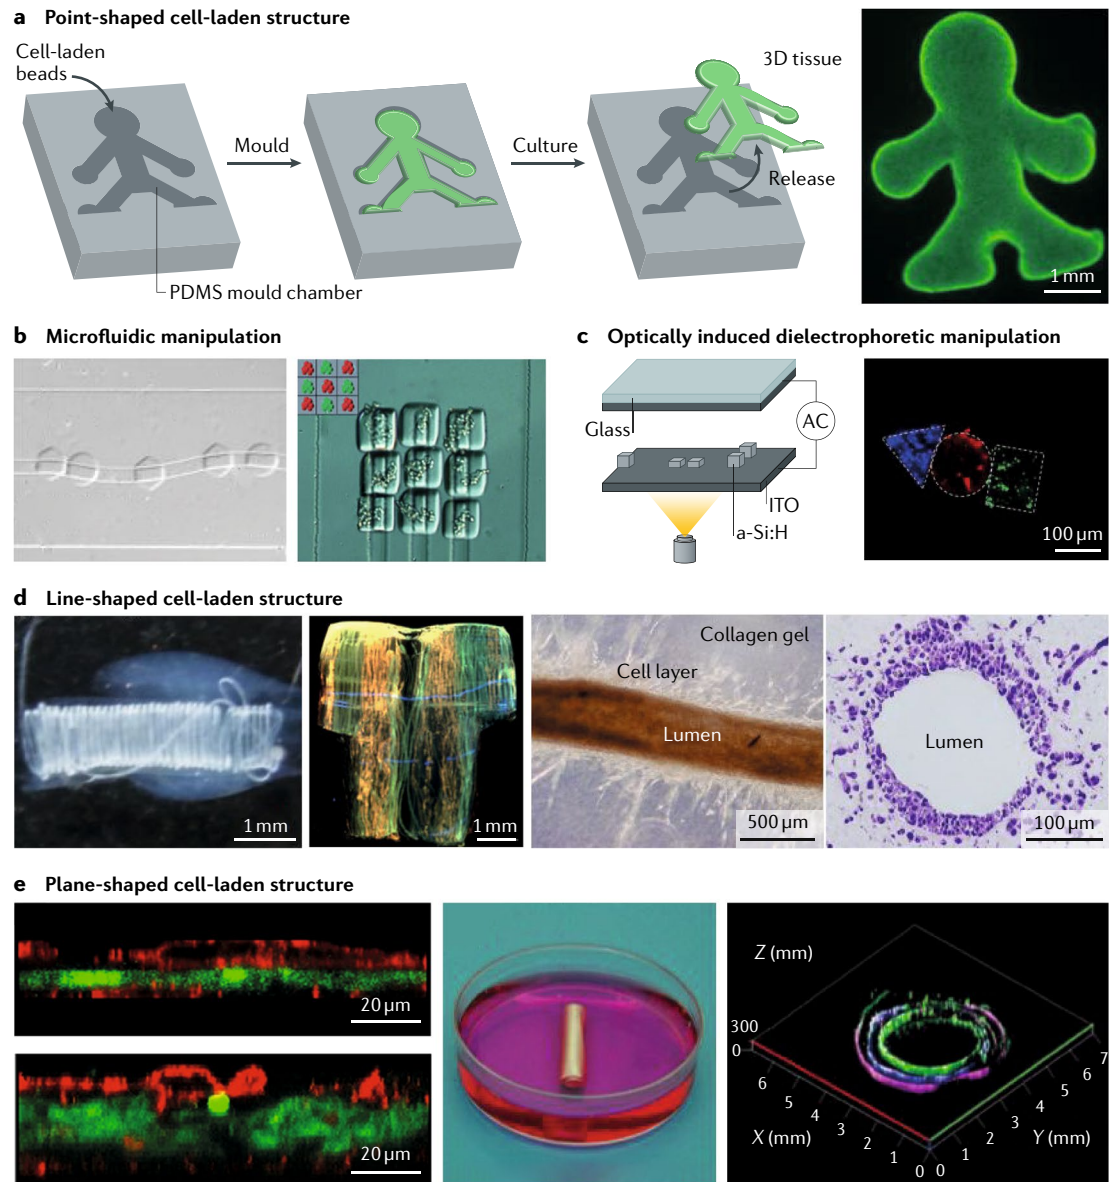 a Point-shaped cell-laden structure
Cell-laden
beads
Mould
Culture
3D tissue
Release
PDMS mould chamber
1 mm
b Microfluidic manipulation
c Optically induced dielectrophoretic manipulation
Glass
AC
ITO
a-Si:H
100 µm
d Line-shaped cell-laden structure
1 mm
1 mm
Collagen gel
Cell layer
Lumen
500 µm
Lumen
100 µm
e Plane-shaped cell-laden structure
20 µm
20 µm
Z (mm)
300
0
6
5
4
3
2
1
0
X (mm)
0
1
2
3
4
5
6
7
Y (mm)